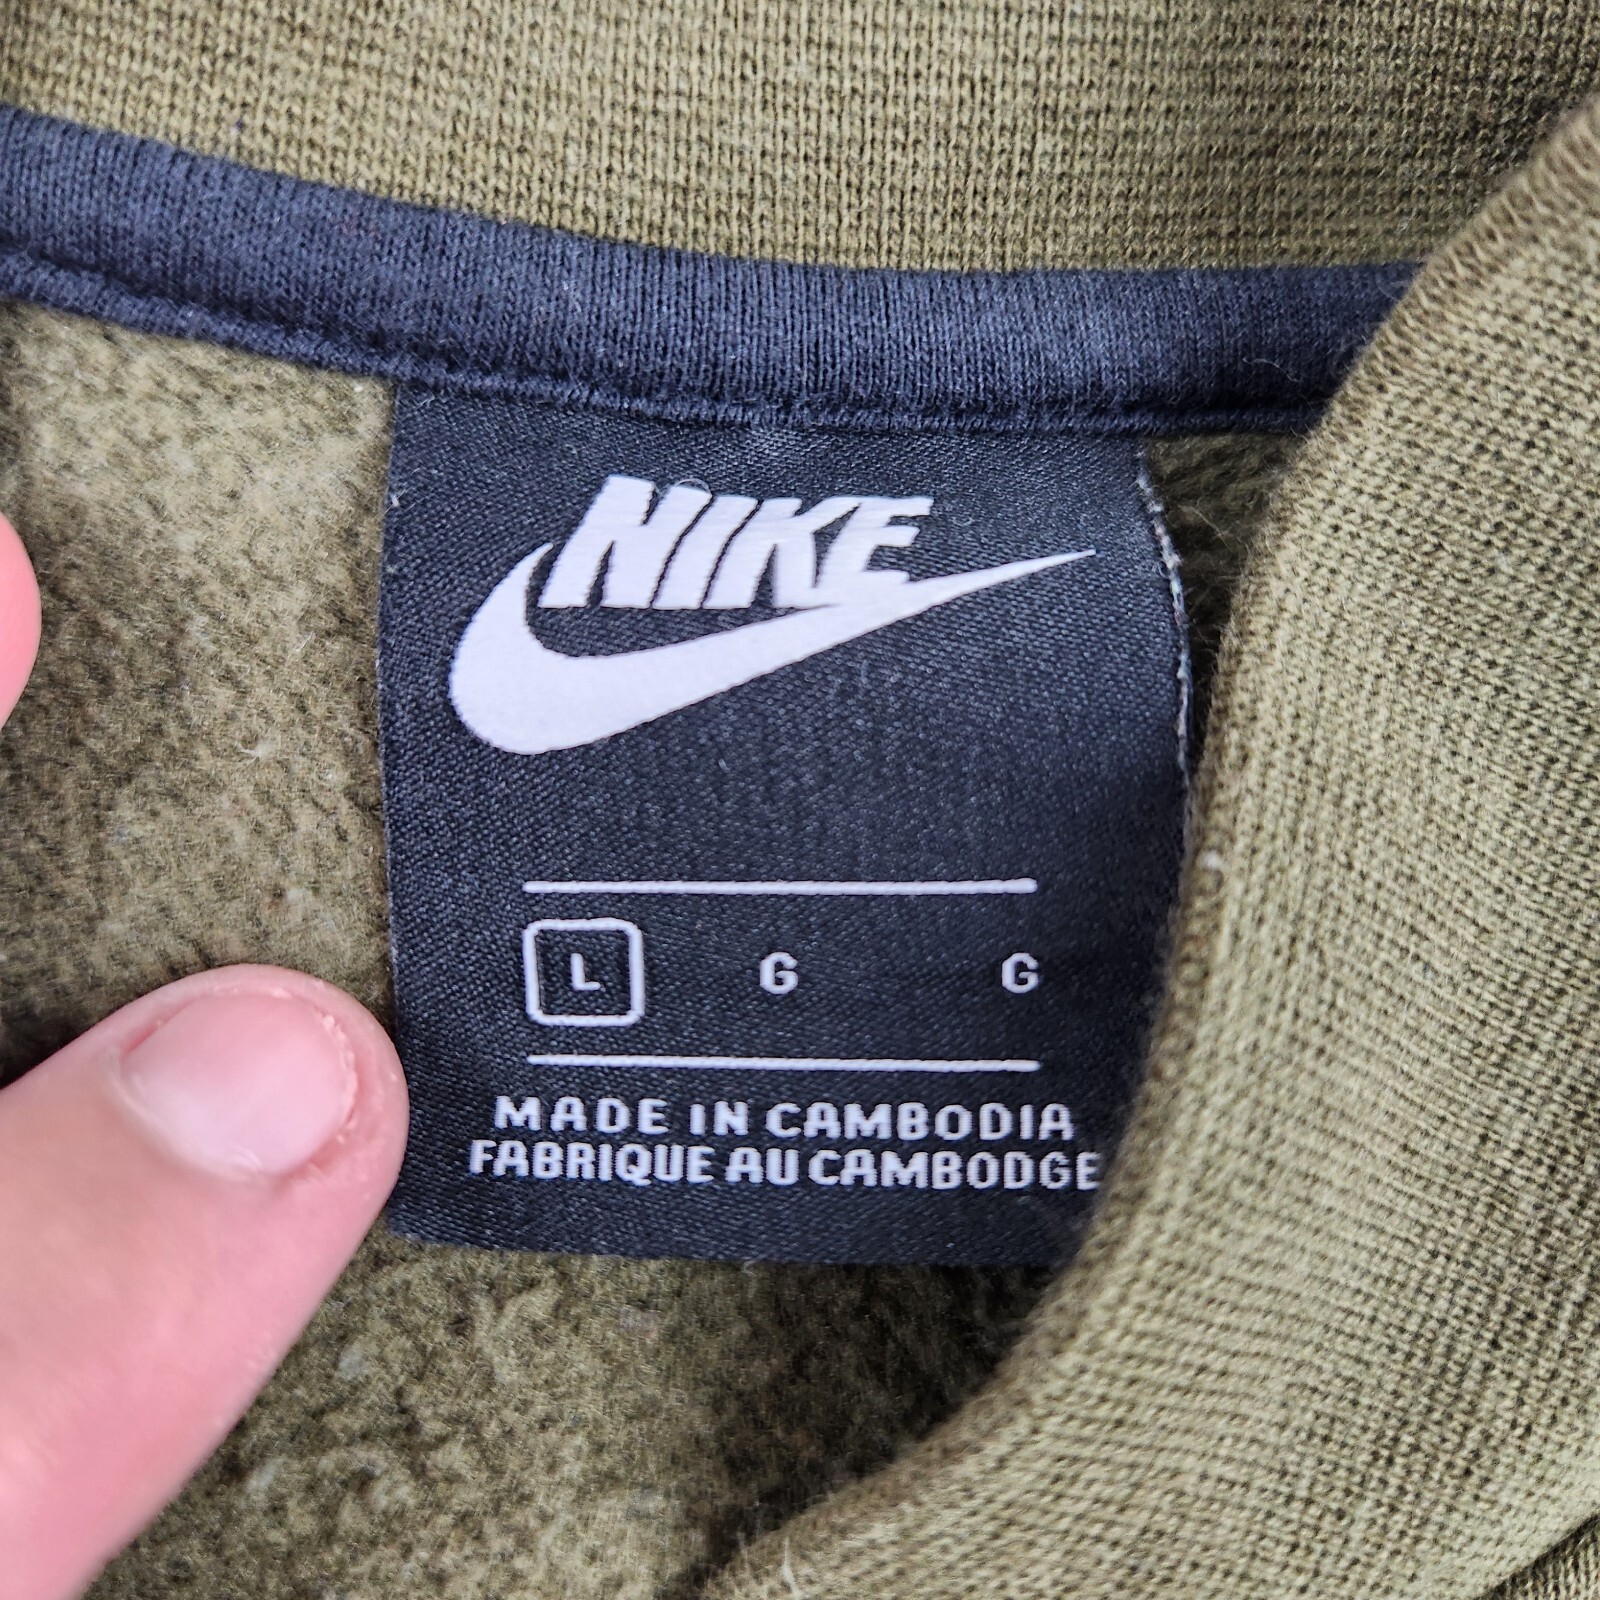 NIKE
L G G
MADE IN CAMBODIA
FABRIQUE AU CAMBODGE